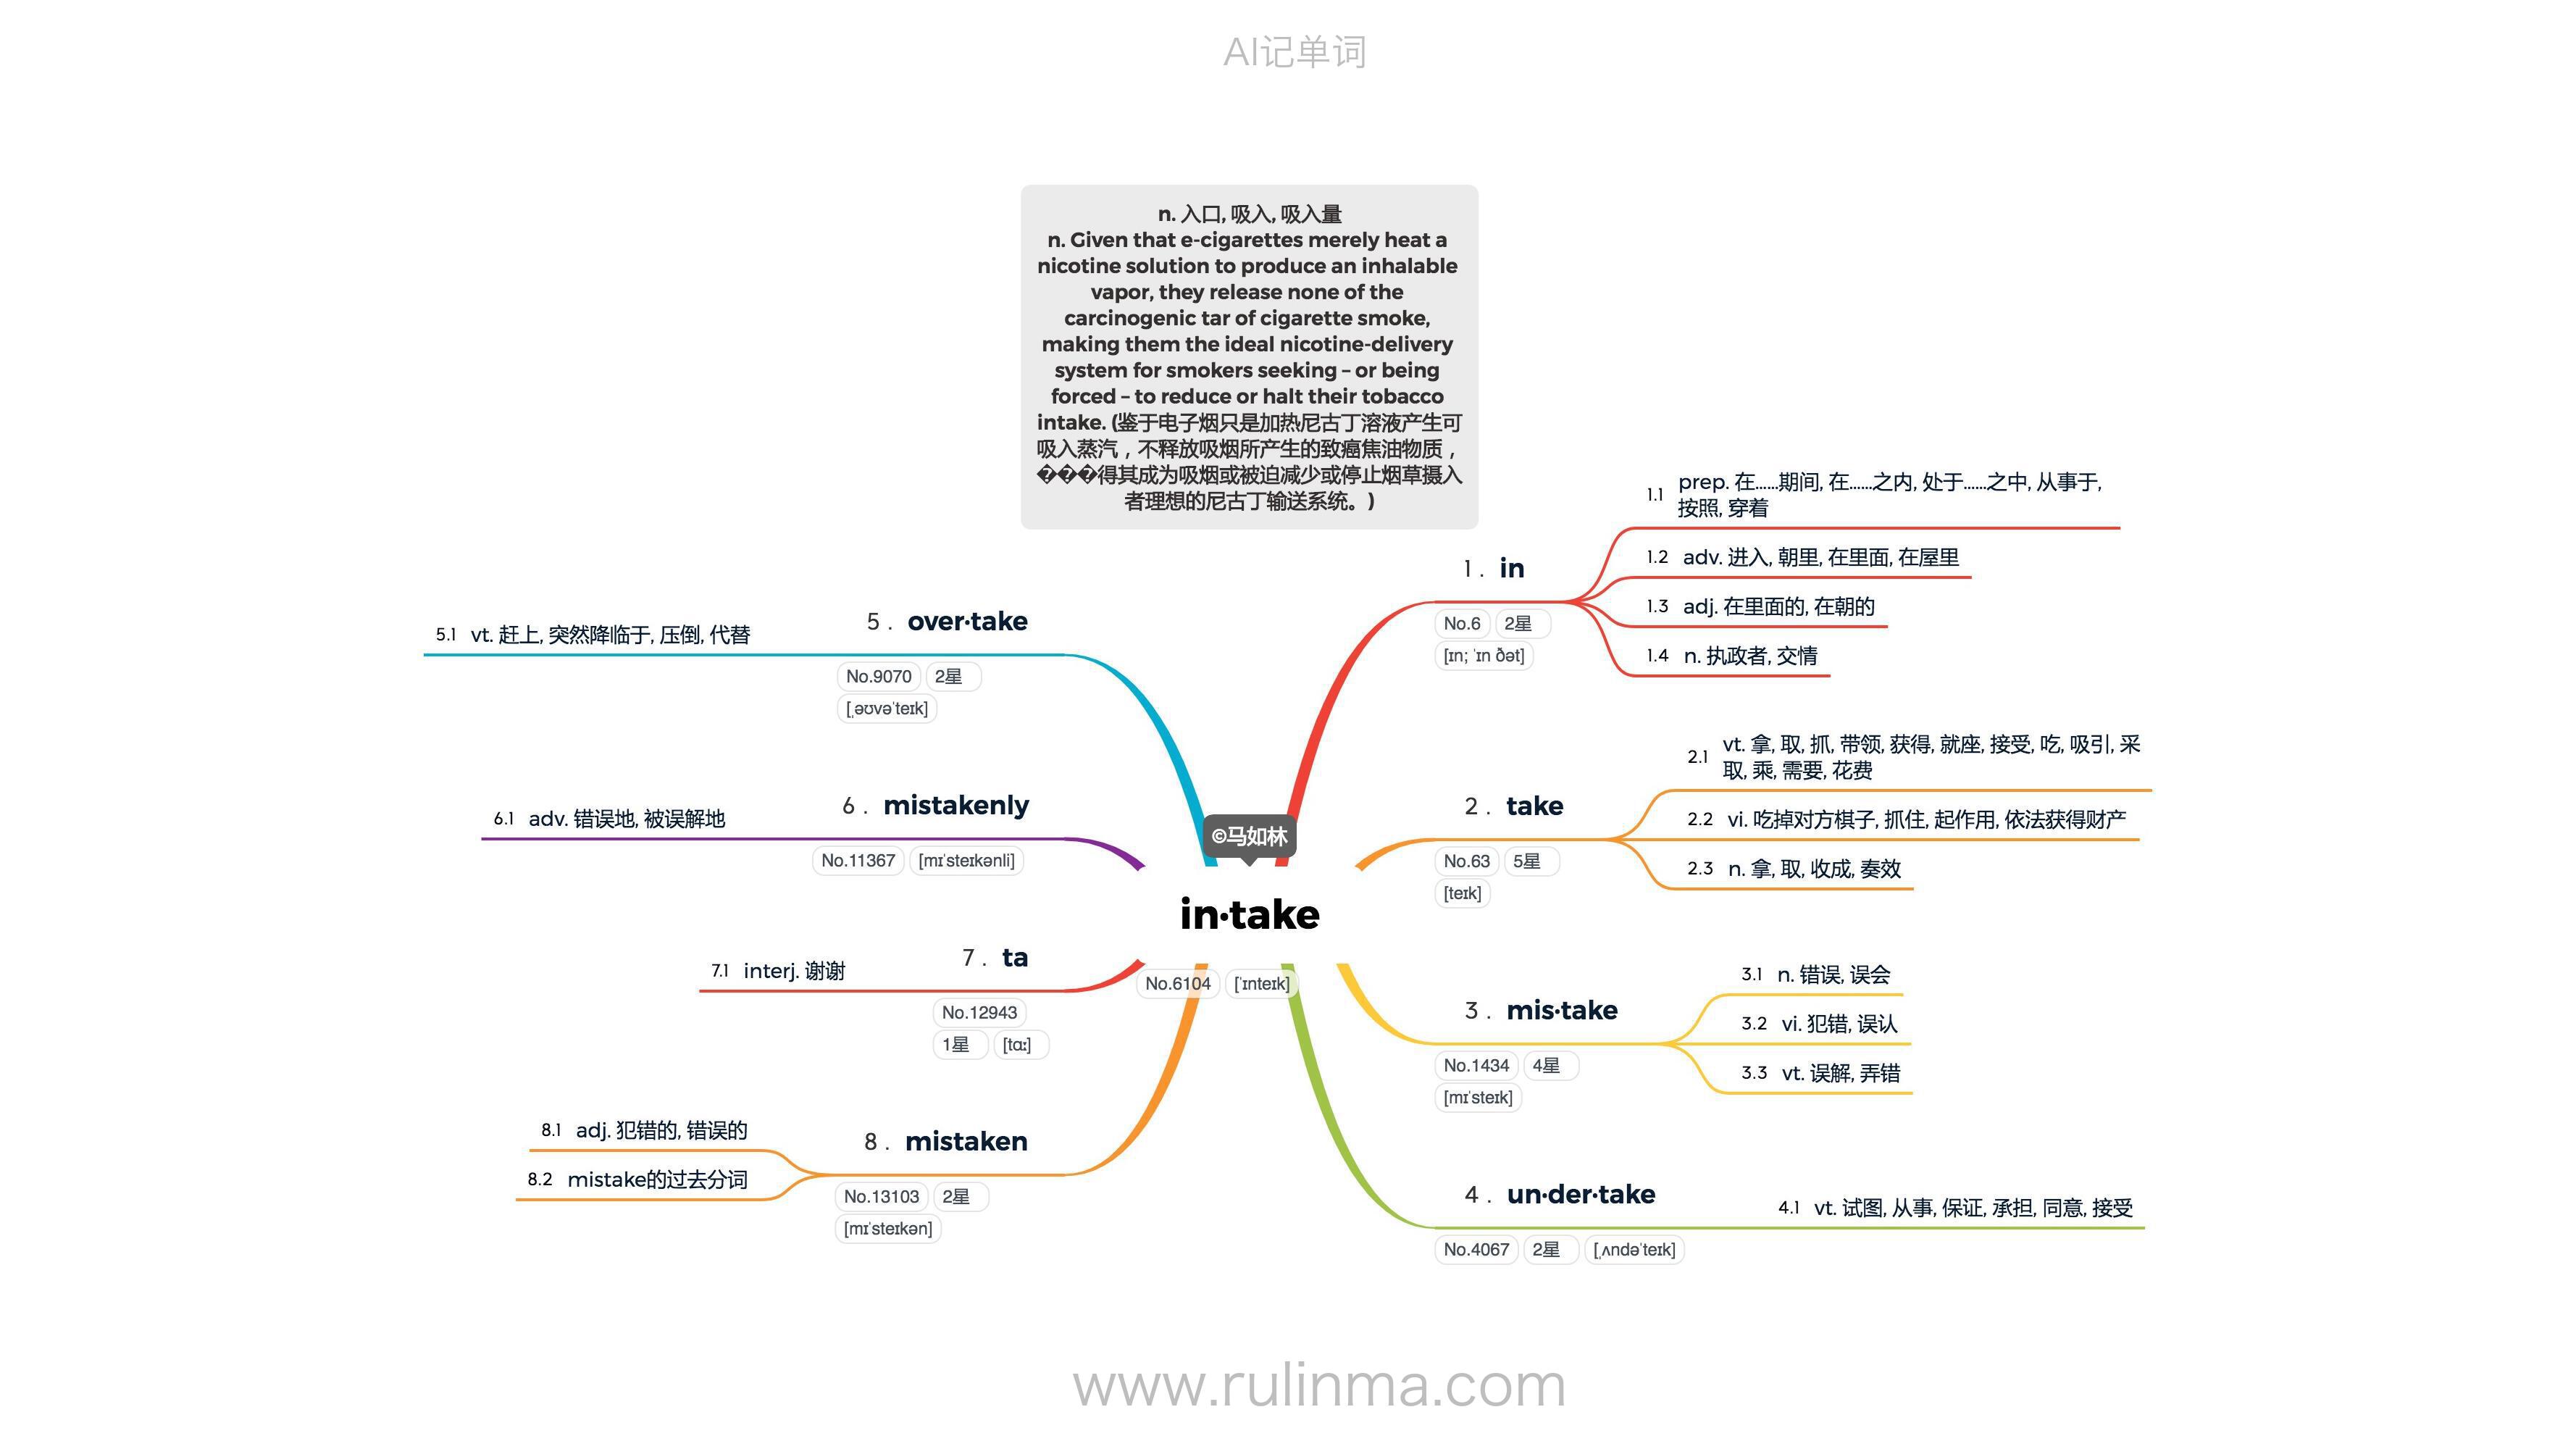 AI记单词
n. 入口, 吸入, 吸入量
n. Given that e-cigarettes merely heat a
nicotine solution to produce an inhalable
vapor, they release none of the
carcinogenic tar of cigarette smoke,
making them the ideal nicotine-delivery
system for smokers seeking – or being
forced – to reduce or halt their tobacco
intake. (鉴于电子烟只是加热尼古丁溶液产生可
吸入蒸汽，不释放吸烟所产生的致癌焦油物质，
���得其成为吸烟或被迫减少或停止烟草摄入
者理想的尼古丁输送系统。)
©马如林
in·take
No.6104 [ˈɪnteɪk]
1. in
No.6 2星
[ɪn; ˈɪn ðət]
1.1 prep. 在……期间, 在……之内, 处于……之中, 从事于,
按照, 穿着
1.2 adv. 进入, 朝里, 在里面, 在屋里
1.3 adj. 在里面的, 在朝的
1.4 n. 执政者, 交情
2. take
No.63 5星
[teɪk]
2.1 vt. 拿, 取, 抓, 带领, 获得, 就座, 接受, 吃, 吸引, 采
取, 乘, 需要, 花费
2.2 vi. 吃掉对方棋子, 抓住, 起作用, 依法获得财产
2.3 n. 拿, 取, 收成, 奏效
3. mis·take
No.1434 4星
[mɪˈsteɪk]
3.1 n. 错误, 误会
3.2 vi. 犯错, 误认
3.3 vt. 误解, 弄错
4. un·der·take
No.4067 2星 [ˌʌndəˈteɪk]
4.1 vt. 试图, 从事, 保证, 承担, 同意, 接受
5. over·take
No.9070 2星
[ˌəʊvəˈteɪk]
5.1 vt. 赶上, 突然降临于, 压倒, 代替
6. mistakenly
No.11367 [mɪˈsteɪkənli]
6.1 adv. 错误地, 被误解地
7. ta
No.12943
1星 [tɑː]
7.1 interj. 谢谢
8. mistaken
No.13103 2星
[mɪˈsteɪkən]
8.1 adj. 犯错的, 错误的
8.2 mistake的过去分词
www.rulinma.com